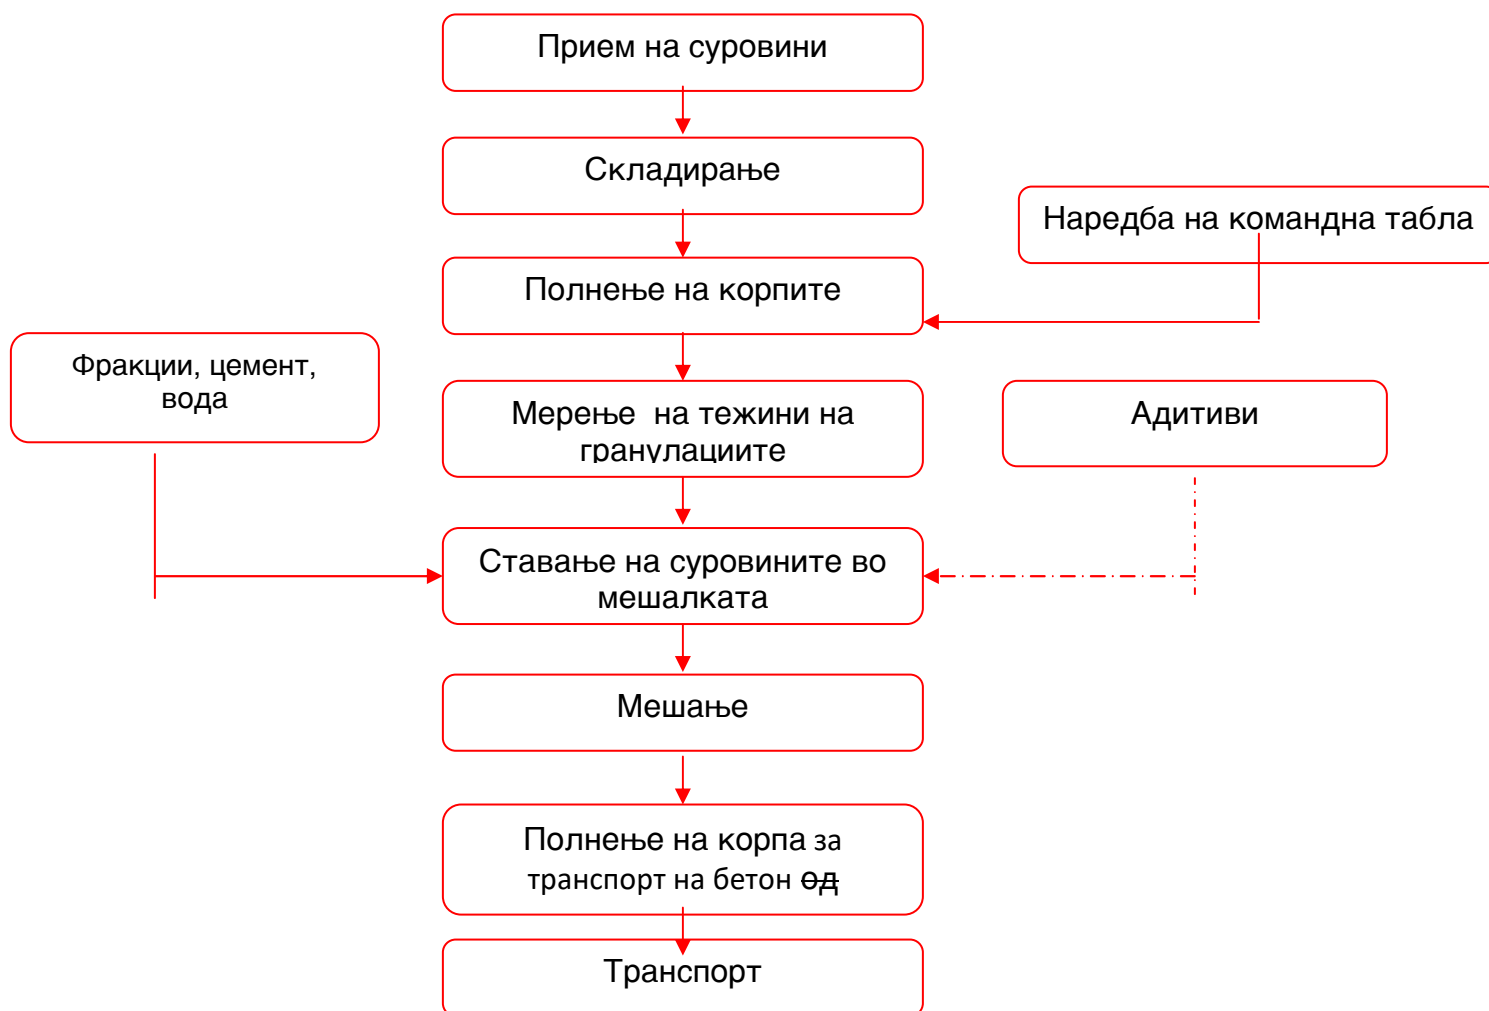 Прием на суровини
Складирање
Наредба на командна табла
Полнење на корпите
Фракции, цемент,
вода
Мерење на тежини на
гранулациите
Адитиви
Ставање на суровините во
мешалката
Мешање
Полнење на корпа за
транспорт на бетон од
Транспорт